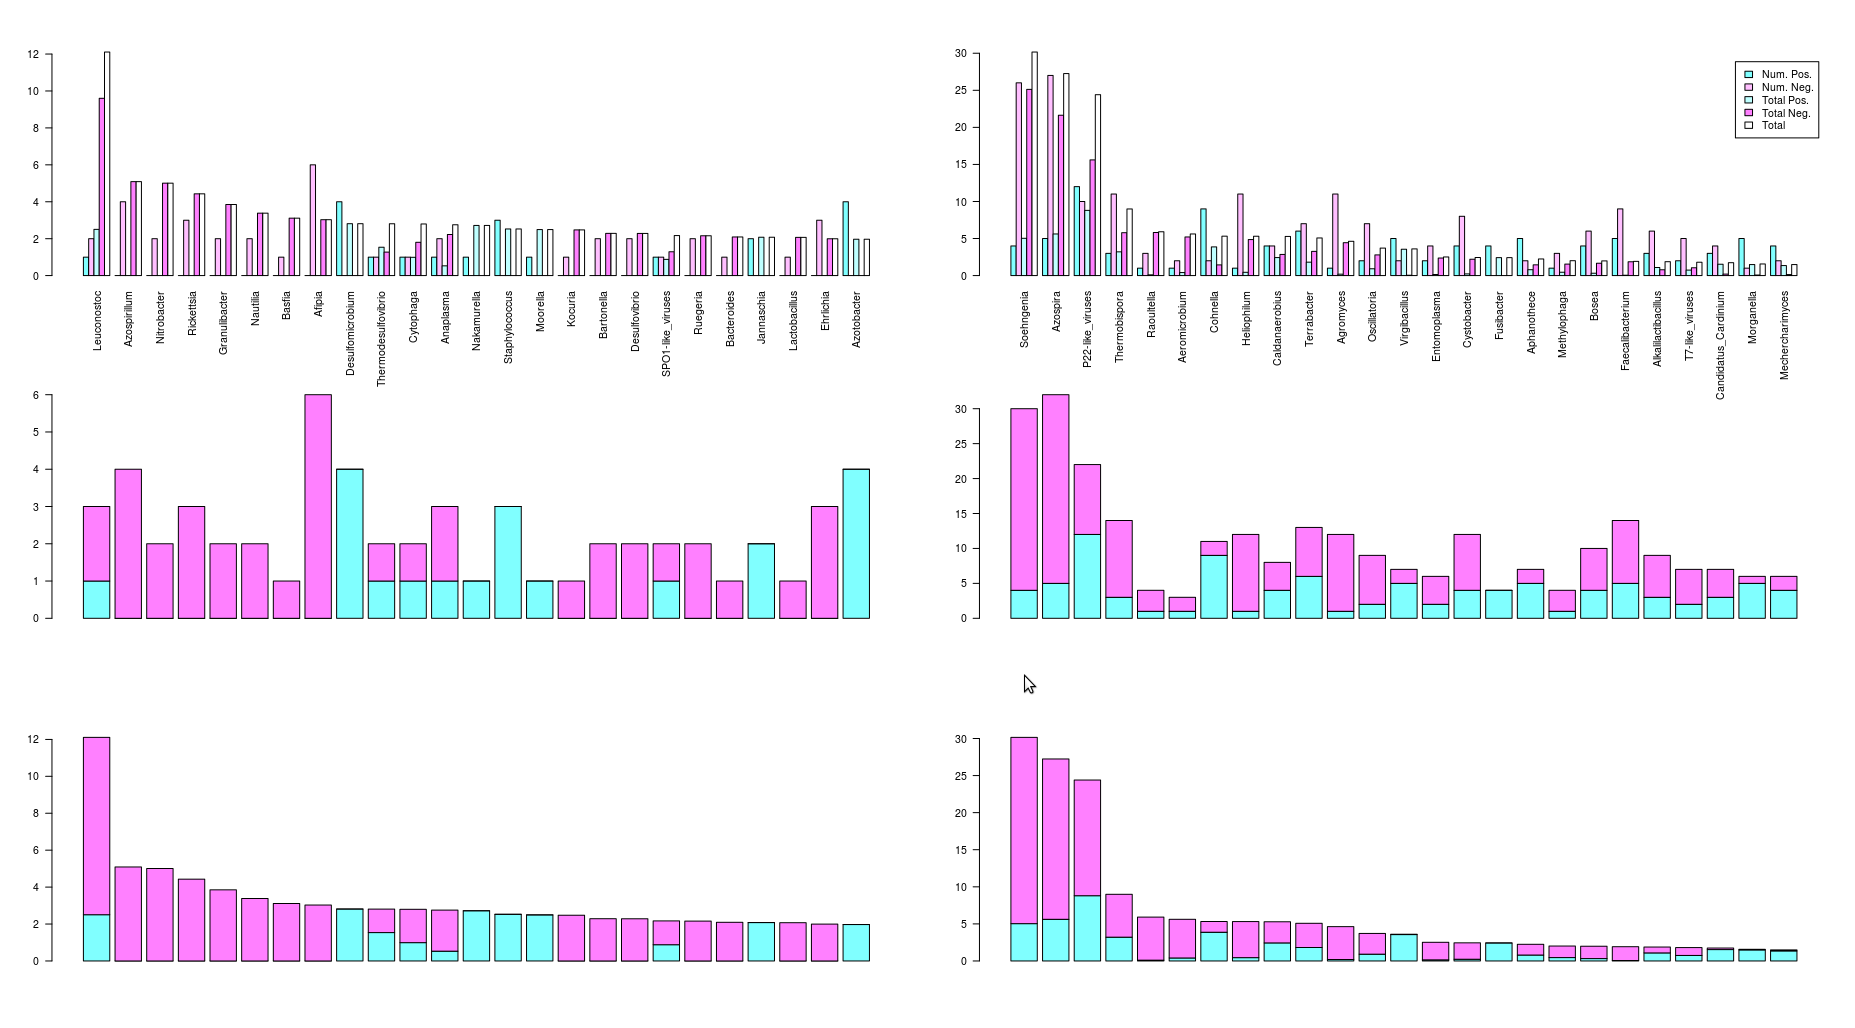 12
10
8
6
4
2
0
Leuconostoc
Azospirillum
Nitrobacter
Rickettsia
Granulibacter
Nautilia
Basfia
Afipia
Desulfomicrobium
Thermodesulfovibrio
Cytophaga
Anaplasma
Nakamurella
Staphylococcus
Moorella
Kocuria
Bartonella
Desulfovibrio
SPO1-like_viruses
Ruegeria
Bacteroides
Jannaschia
Lactobacillus
Ehrlichia
Azotobacter
30
25
20
15
10
5
0
Num. Pos.
Num. Neg.
Total Pos.
Total Neg.
Total
Soehngenia
Azospira
P22-like_viruses
Thermobispora
Raoultella
Aeromicrobium
Cohnella
Heliophilum
Caldanaerobius
Terrabacter
Agromyces
Oscillatoria
Virgibacillus
Entomoplasma
Cystobacter
Fusibacter
Aphanothece
Methylophaga
Bosea
Faecalibacterium
Alkalilactibacillus
T7-like_viruses
Candidatus_Cardinium
Morganella
Mechercharimyces
6
5
4
3
2
1
0
30
25
20
15
10
5
0
12
10
8
6
4
2
0
30
25
20
15
10
5
0